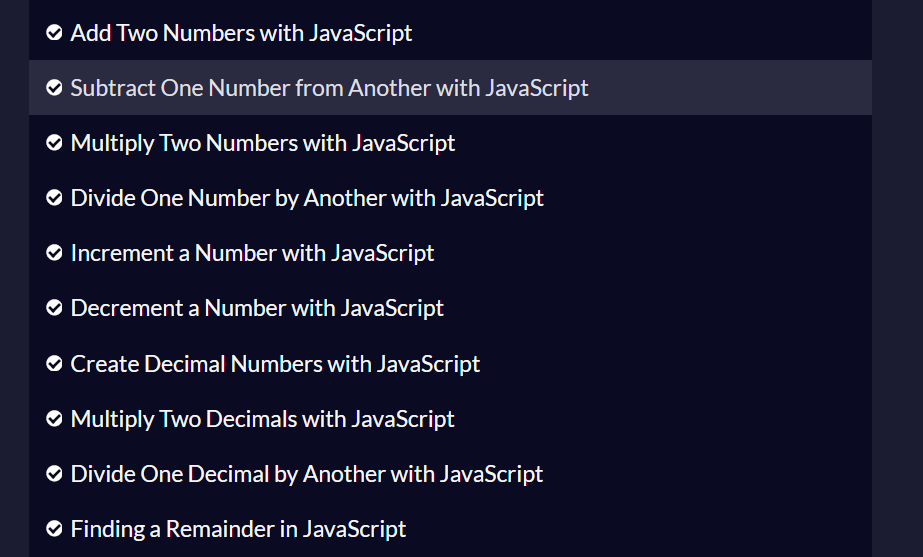 Add Two Numbers with JavaScript
Subtract One Number from Another with JavaScript
Multiply Two Numbers with JavaScript
Divide One Number by Another with JavaScript
Increment a Number with JavaScript
Decrement a Number with JavaScript
Create Decimal Numbers with JavaScript
Multiply Two Decimals with JavaScript
Divide One Decimal by Another with JavaScript
Finding a Remainder in JavaScript